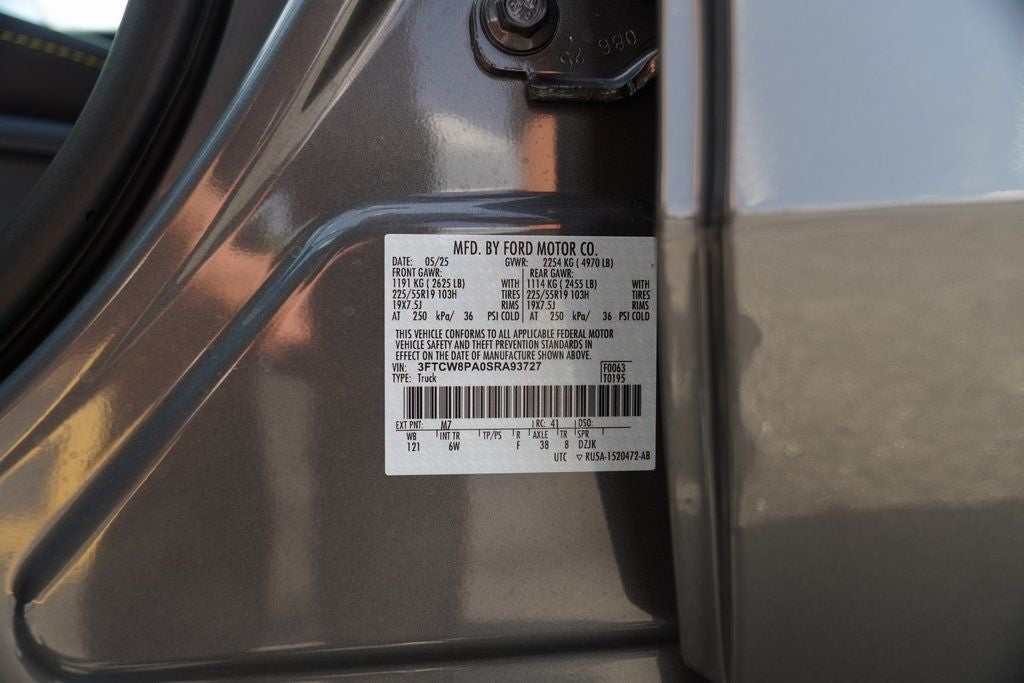 980 25
MFD. BY FORD MOTOR CO.
DATE: 05/25 GVWR: 2254 KG ( 4970 LB)
FRONT GAWR: REAR GAWR:
1191 KG ( 2625 LB) WITH 1114 KG ( 2455 LB) WITH
225/55R19 103H TIRES 225/55R19 103H TIRES
19X7.5J RIMS 19X7.5J RIMS
AT 250 kPa/ 36 PSI COLD AT 250 kPa/ 36 PSI COLD
THIS VEHICLE CONFORMS TO ALL APPLICABLE FEDERAL MOTOR
VEHICLE SAFETY AND THEFT PREVENTION STANDARDS IN
EFFECT ON THE DATE OF MANUFACTURE SHOWN ABOVE.
VIN: 3FTCW8PA0SRA93727 F0063
TYPE: Truck T0195
EXT PNT: M7 RC: 41 DSO:
WB INT TR TP/PS R AXLE TR SPR
121 6W F 38 8 DZJK
UTC ▽ RU5A-1520472-AB